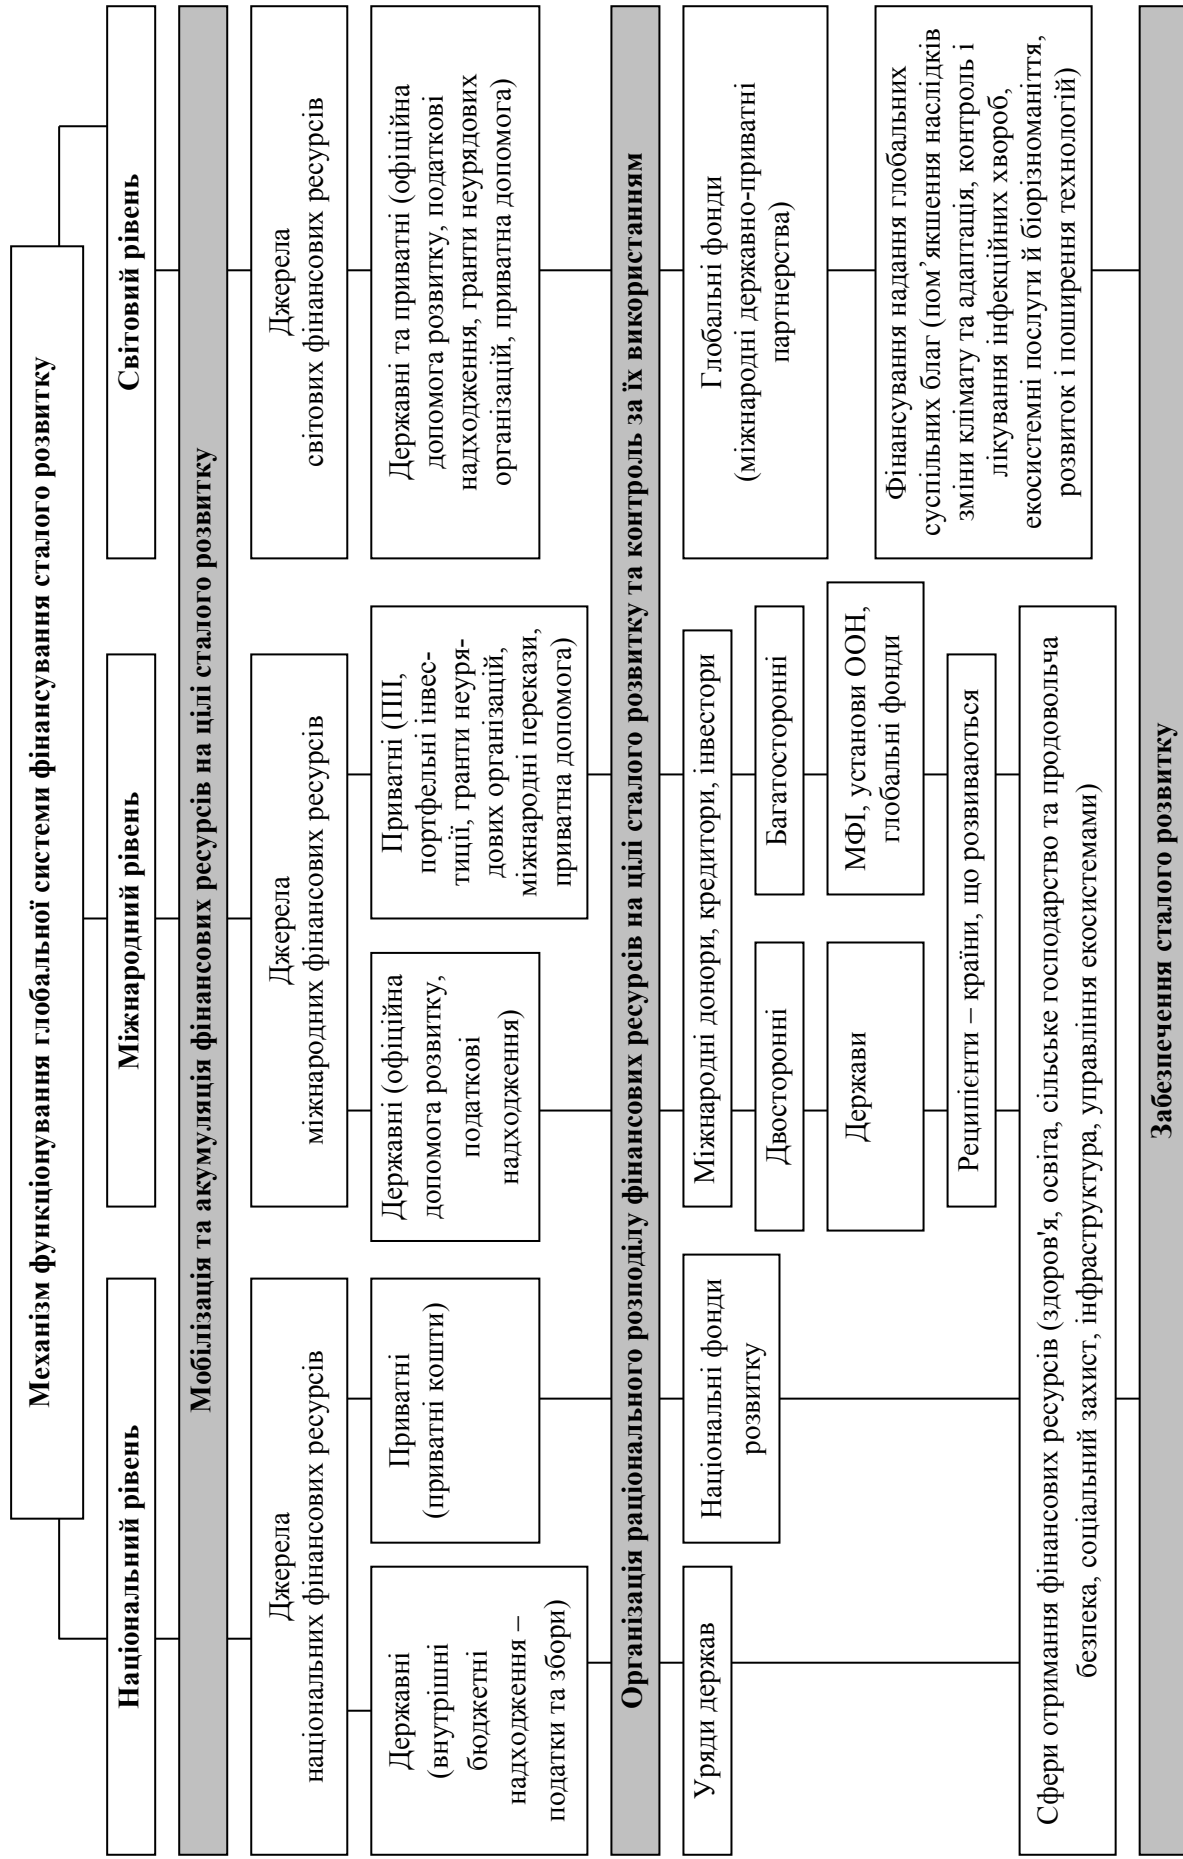 Механізм функціонування глобальної системи фінансування сталого розвитку
Національний рівень
Міжнародний рівень
Світовий рівень
Мобілізація та акумуляція фінансових ресурсів на цілі сталого розвитку
Джерела
національних фінансових ресурсів
Джерела
міжнародних фінансових ресурсів
Джерела
світових фінансових ресурсів
Державні
(внутрішні
бюджетні
надходження –
податки та збори)
Приватні
(приватні кошти)
Державні (офіційна
допомога розвитку,
податкові
надходження)
Приватні (ПІІ,
портфельні інвес-
тиції, гранти неуря-
дових організацій,
міжнародні перекази,
приватна допомога)
Державні та приватні (офіційна
допомога розвитку, податкові
надходження, гранти неурядових
організацій, приватна допомога)
Організація раціонального розподілу фінансових ресурсів на цілі сталого розвитку та контроль за їх використанням
Уряди держав
Національні фонди
розвитку
Міжнародні донори, кредитори, інвестори
Двосторонні
Багатосторонні
Держави
МФІ, установи ООН,
глобальні фонди
Реципієнти – країни, що розвиваються
Глобальні фонди
(міжнародні державно-приватні
партнерства)
Фінансування надання глобальних
суспільних благ (пом’якшення наслідків
зміни клімату та адаптація, контроль і
лікування інфекційних хвороб,
екосистемні послуги й біорізноманіття,
розвиток і поширення технологій)
Сфери отримання фінансових ресурсів (здоров'я, освіта, сільське господарство та продовольча
безпека, соціальний захист, інфраструктура, управління екосистемами)
Забезпечення сталого розвитку